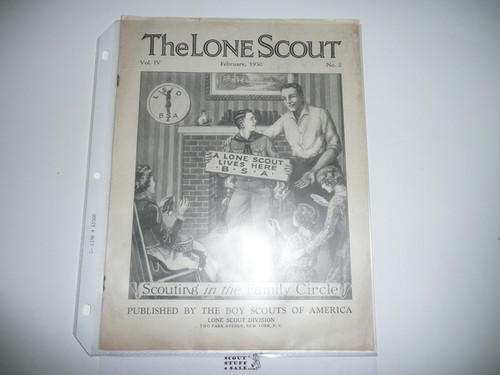 The LONE SCOUT
Vol. IV February, 1930 No. 2
L S D
B S A
A LONE SCOUT
LIVES HERE
B · S · A ·
Scouting in the Family Circle
PUBLISHED BY THE BOY SCOUTS OF AMERICA
LONE SCOUT DIVISION
TWO PARK AVENUE, NEW YORK, N. Y.
SCOUT
STUFF
4 SALE